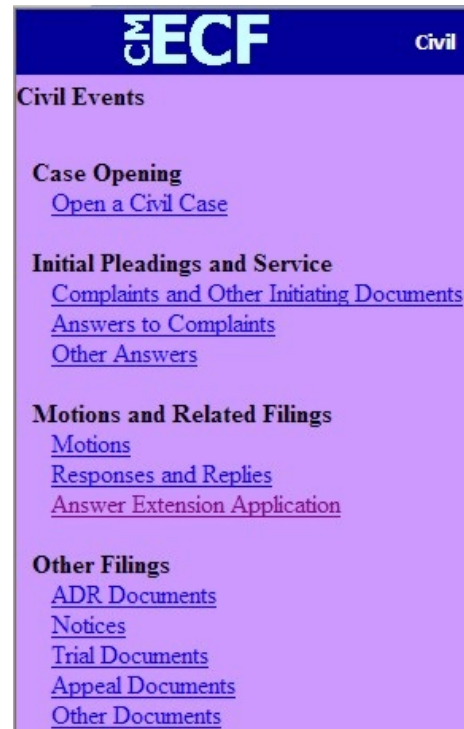 CM ECF Civil
Civil Events
Case Opening
Open a Civil Case
Initial Pleadings and Service
Complaints and Other Initiating Documents
Answers to Complaints
Other Answers
Motions and Related Filings
Motions
Responses and Replies
Answer Extension Application
Other Filings
ADR Documents
Notices
Trial Documents
Appeal Documents
Other Documents